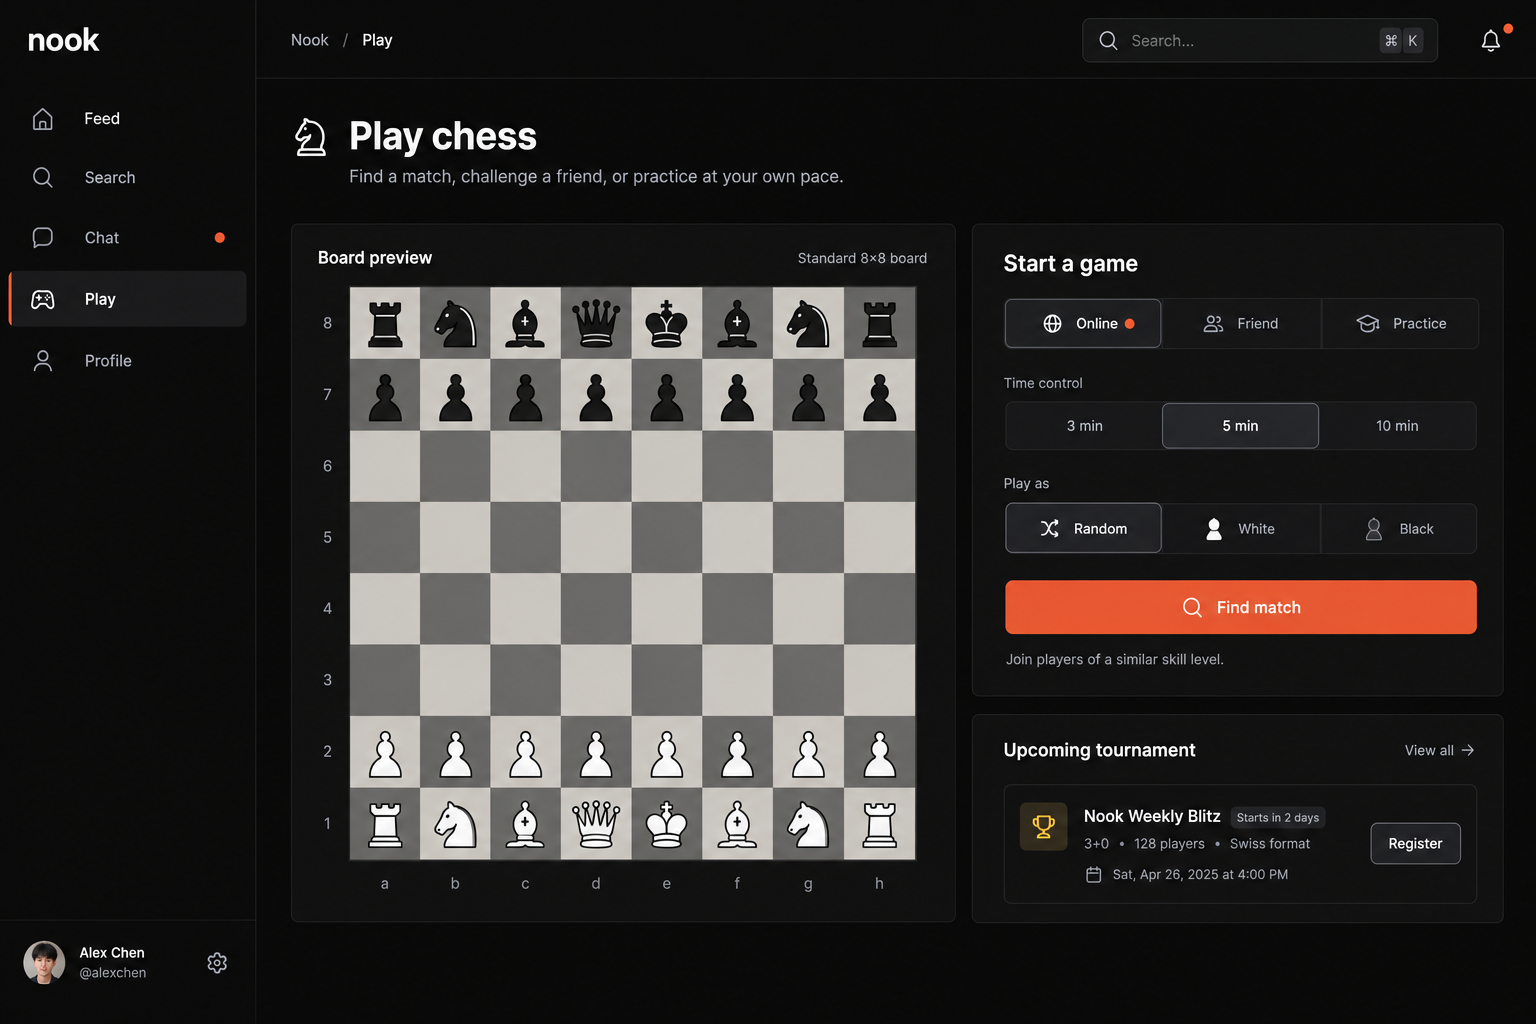 nook
Nook / Play
Search...
⌘ K
Feed
Search
Chat
Play
Profile
Alex Chen
@alexchen
Play chess
Find a match, challenge a friend, or practice at your own pace.
Board preview
Standard 8×8 board
8
7
6
5
4
3
2
1
a b c d e f g h
Start a game
Online
Friend
Practice
Time control
3 min
5 min
10 min
Play as
Random
White
Black
Find match
Join players of a similar skill level.
Upcoming tournament
View all →
Nook Weekly Blitz
Starts in 2 days
3+0 • 128 players • Swiss format
Sat, Apr 26, 2025 at 4:00 PM
Register